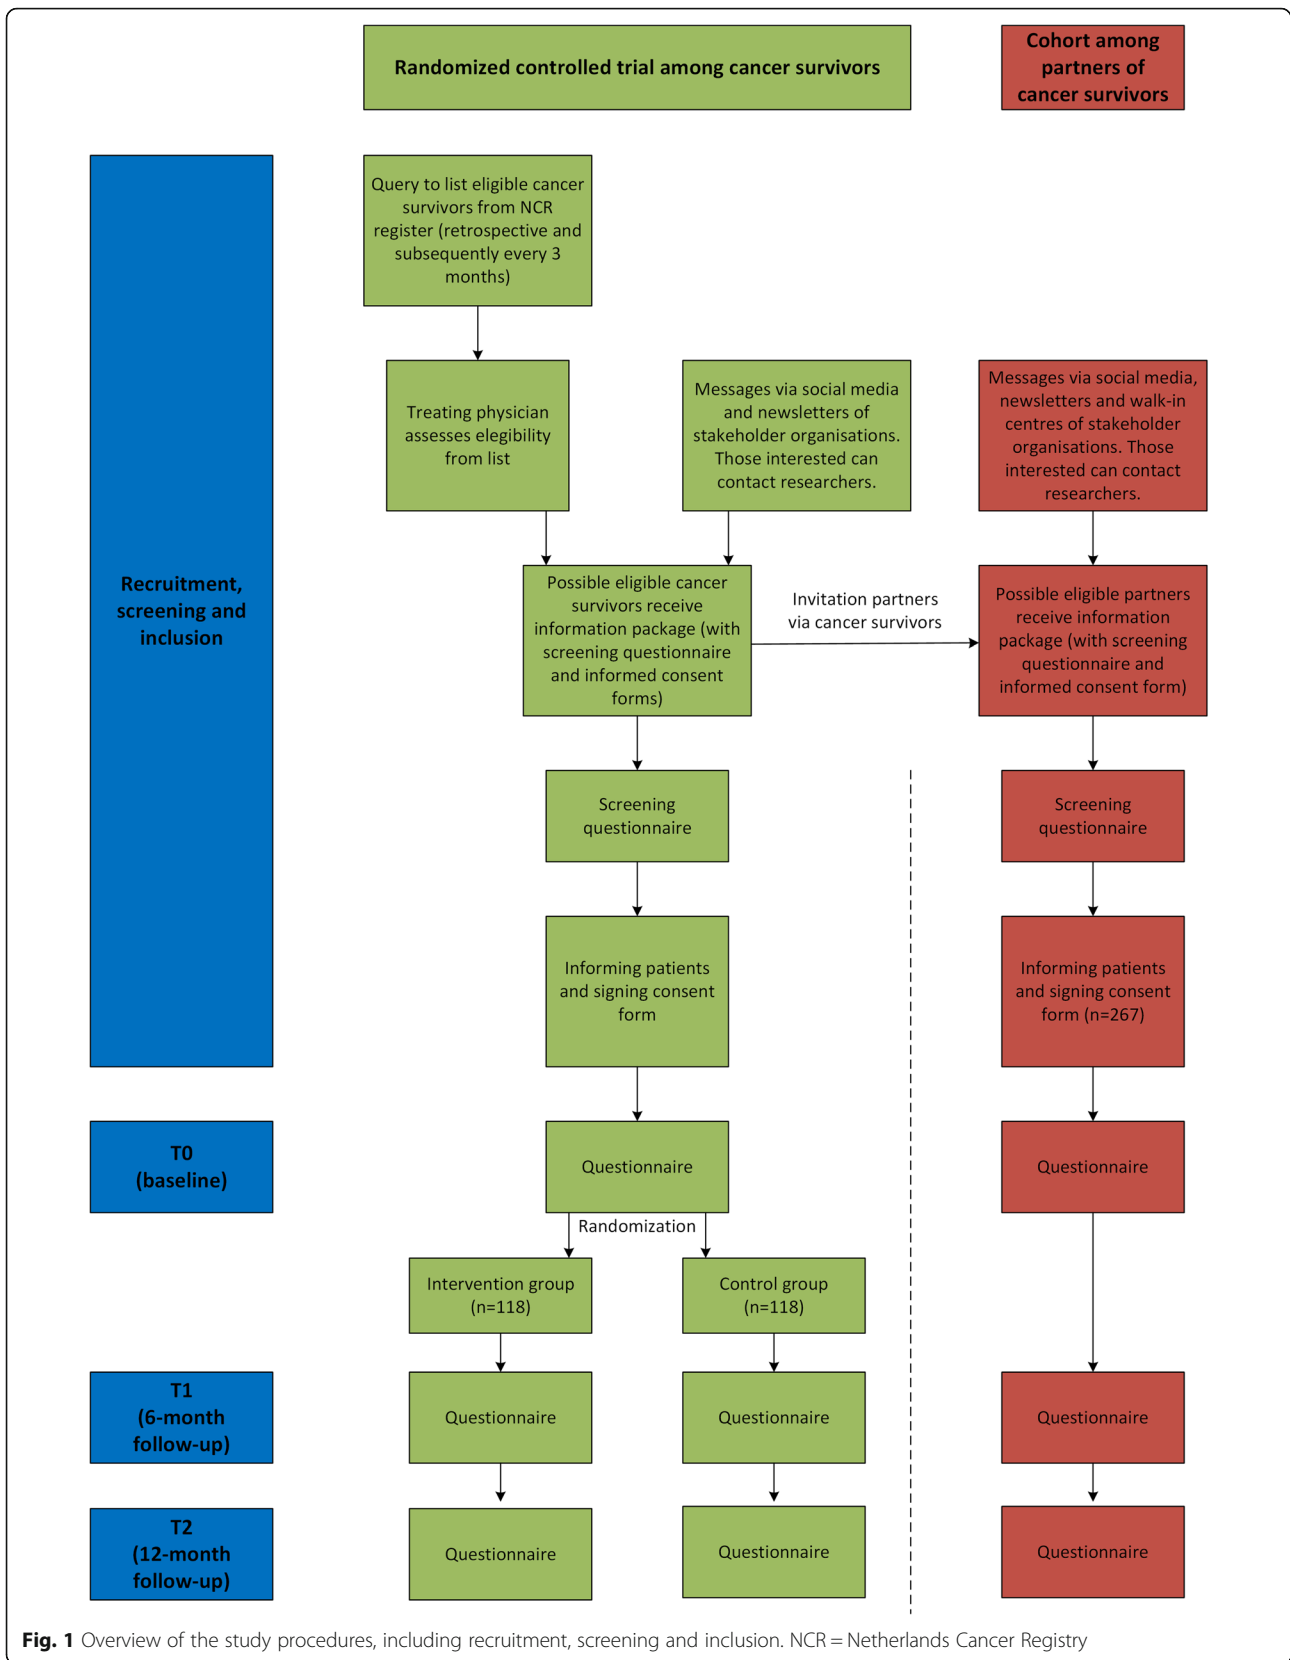 Randomized controlled trial among cancer survivors
Cohort among
partners of
cancer survivors
Recruitment,
screening and
inclusion
Query to list eligible cancer
survivors from NCR
register (retrospective and
subsequently every 3
months)
Treating physician
assesses elegibility
from list
Messages via social media
and newsletters of
stakeholder organisations.
Those interested can
contact researchers.
Messages via social media,
newsletters and walk-in
centres of stakeholder
organisations. Those
interested can contact
researchers.
Possible eligible cancer
survivors receive
information package (with
screening questionnaire
and informed consent
forms)
Invitation partners
via cancer survivors
Possible eligible partners
receive information
package (with screening
questionnaire and
informed consent form)
Screening
questionnaire
Screening
questionnaire
Informing patients
and signing consent
form
Informing patients
and signing consent
form (n=267)
T0
(baseline)
Questionnaire
Questionnaire
Randomization
Intervention group
(n=118)
Control group
(n=118)
T1
(6-month
follow-up)
Questionnaire
Questionnaire
Questionnaire
T2
(12-month
follow-up)
Questionnaire
Questionnaire
Questionnaire
Fig. 1 Overview of the study procedures, including recruitment, screening and inclusion. NCR = Netherlands Cancer Registry